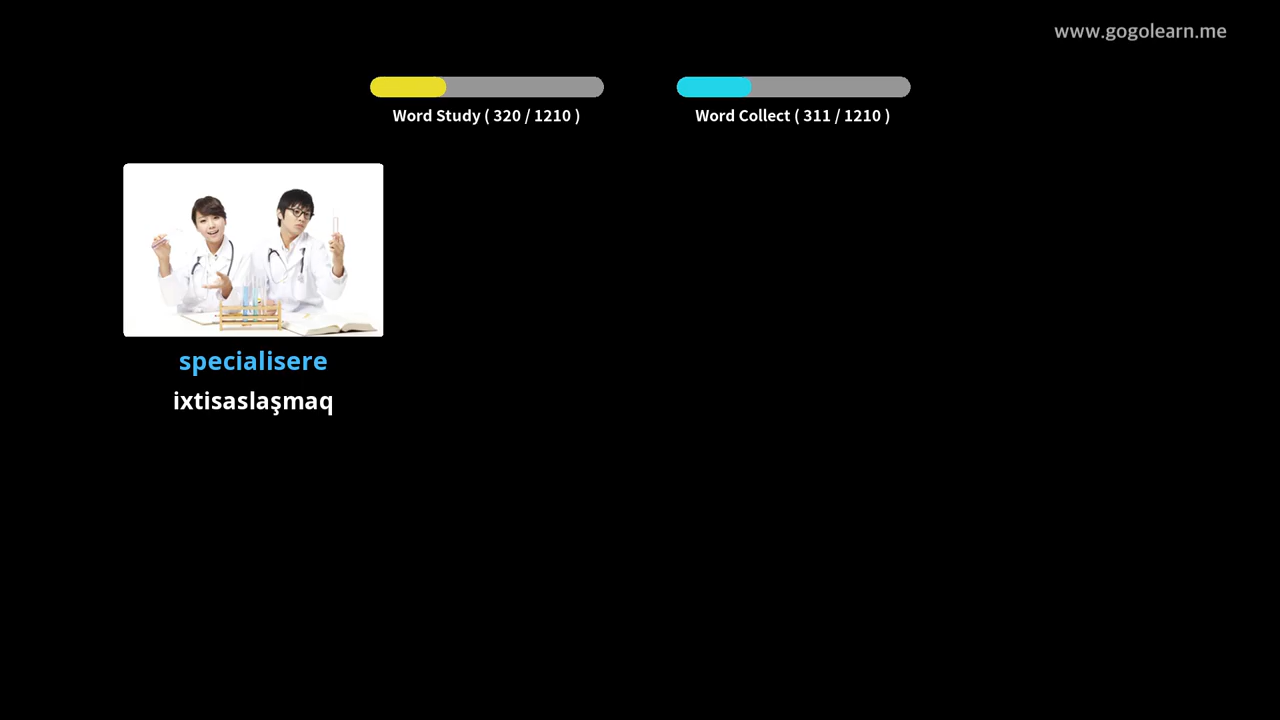 www.gogolearn.me
Word Study ( 320 / 1210 )
Word Collect ( 311 / 1210 )
specialisere
ixtisaslaşmaq